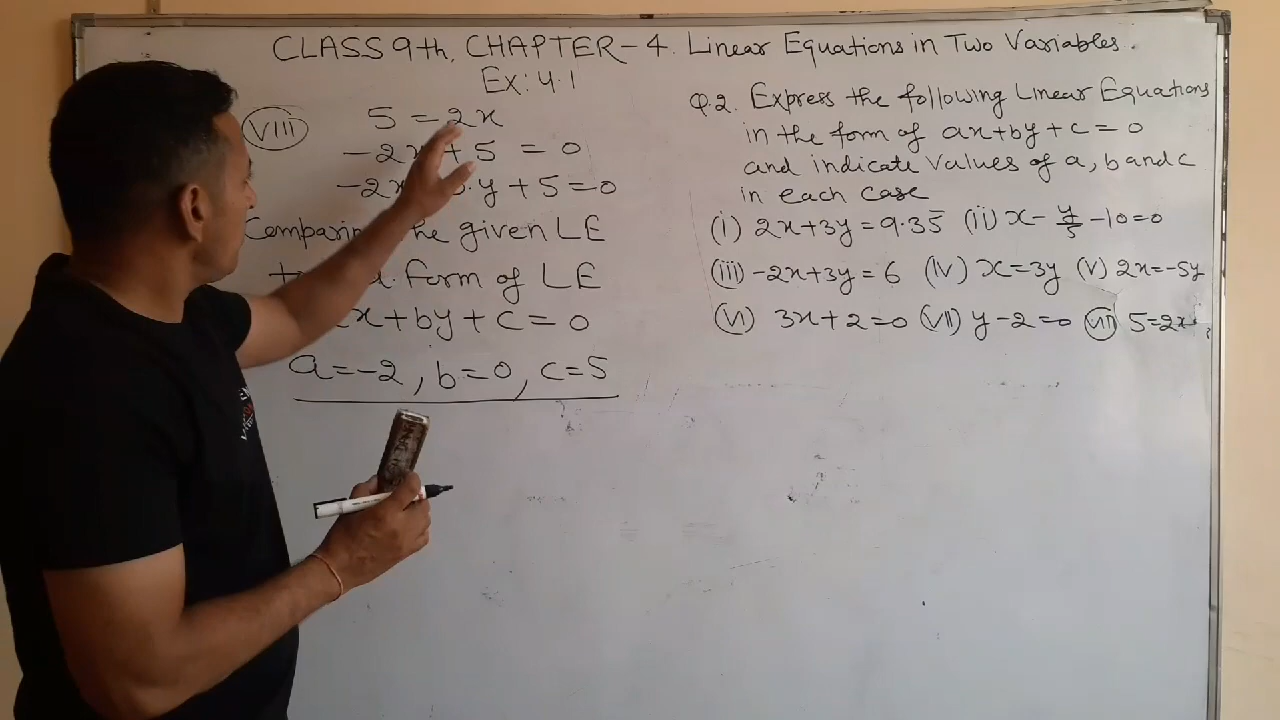 CLASS 9th, CHAPTER-4. Linear Equations in Two Variables.
Ex: 4.1
VIII 5 = 2x
-2x + 5 = 0
-2x y + 5 = 0
Comparing the given LE
form of LE
x + by + c = 0
a = -2, b = 0, c = 5
Q.2. Express the following Linear Equations
in the form of ax+by+c=0
and indicate values of a, b and c
in each case
(i) 2x+3y=9.35 (ii) x - y/5 - 10=0
(iii) -2x+3y=6 (iv) x=3y (v) 2x=-5y
(vi) 3x+2=0 (vii) y-2=0 (viii) 5=2x.